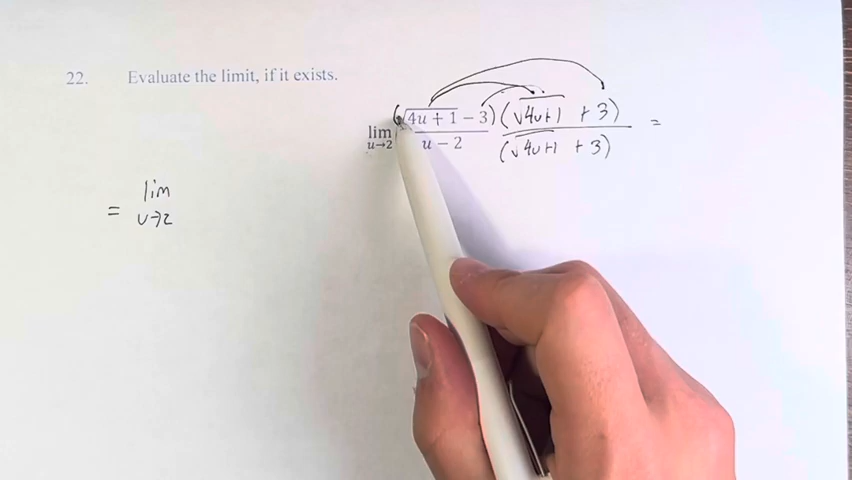 22. Evaluate the limit, if it exists.
lim u→2 (√4u + 1 − 3) (√4u+1 + 3) =
u − 2 (√4u+1 + 3)
= lim u→2